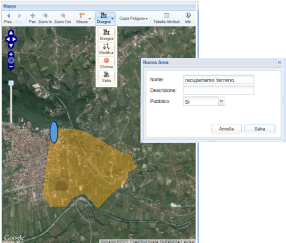 Mappa
Prec. Succ. Pan Zoom In Zoom Out Misure Disegna Copia Poligono Tabella Attributi Info
Disegna
Modifica
Elimina
Salva
Nuova Area
Nome: recuperiamo terreno
Descrizione:
Pubblico: Si
Annulla Salva
Google